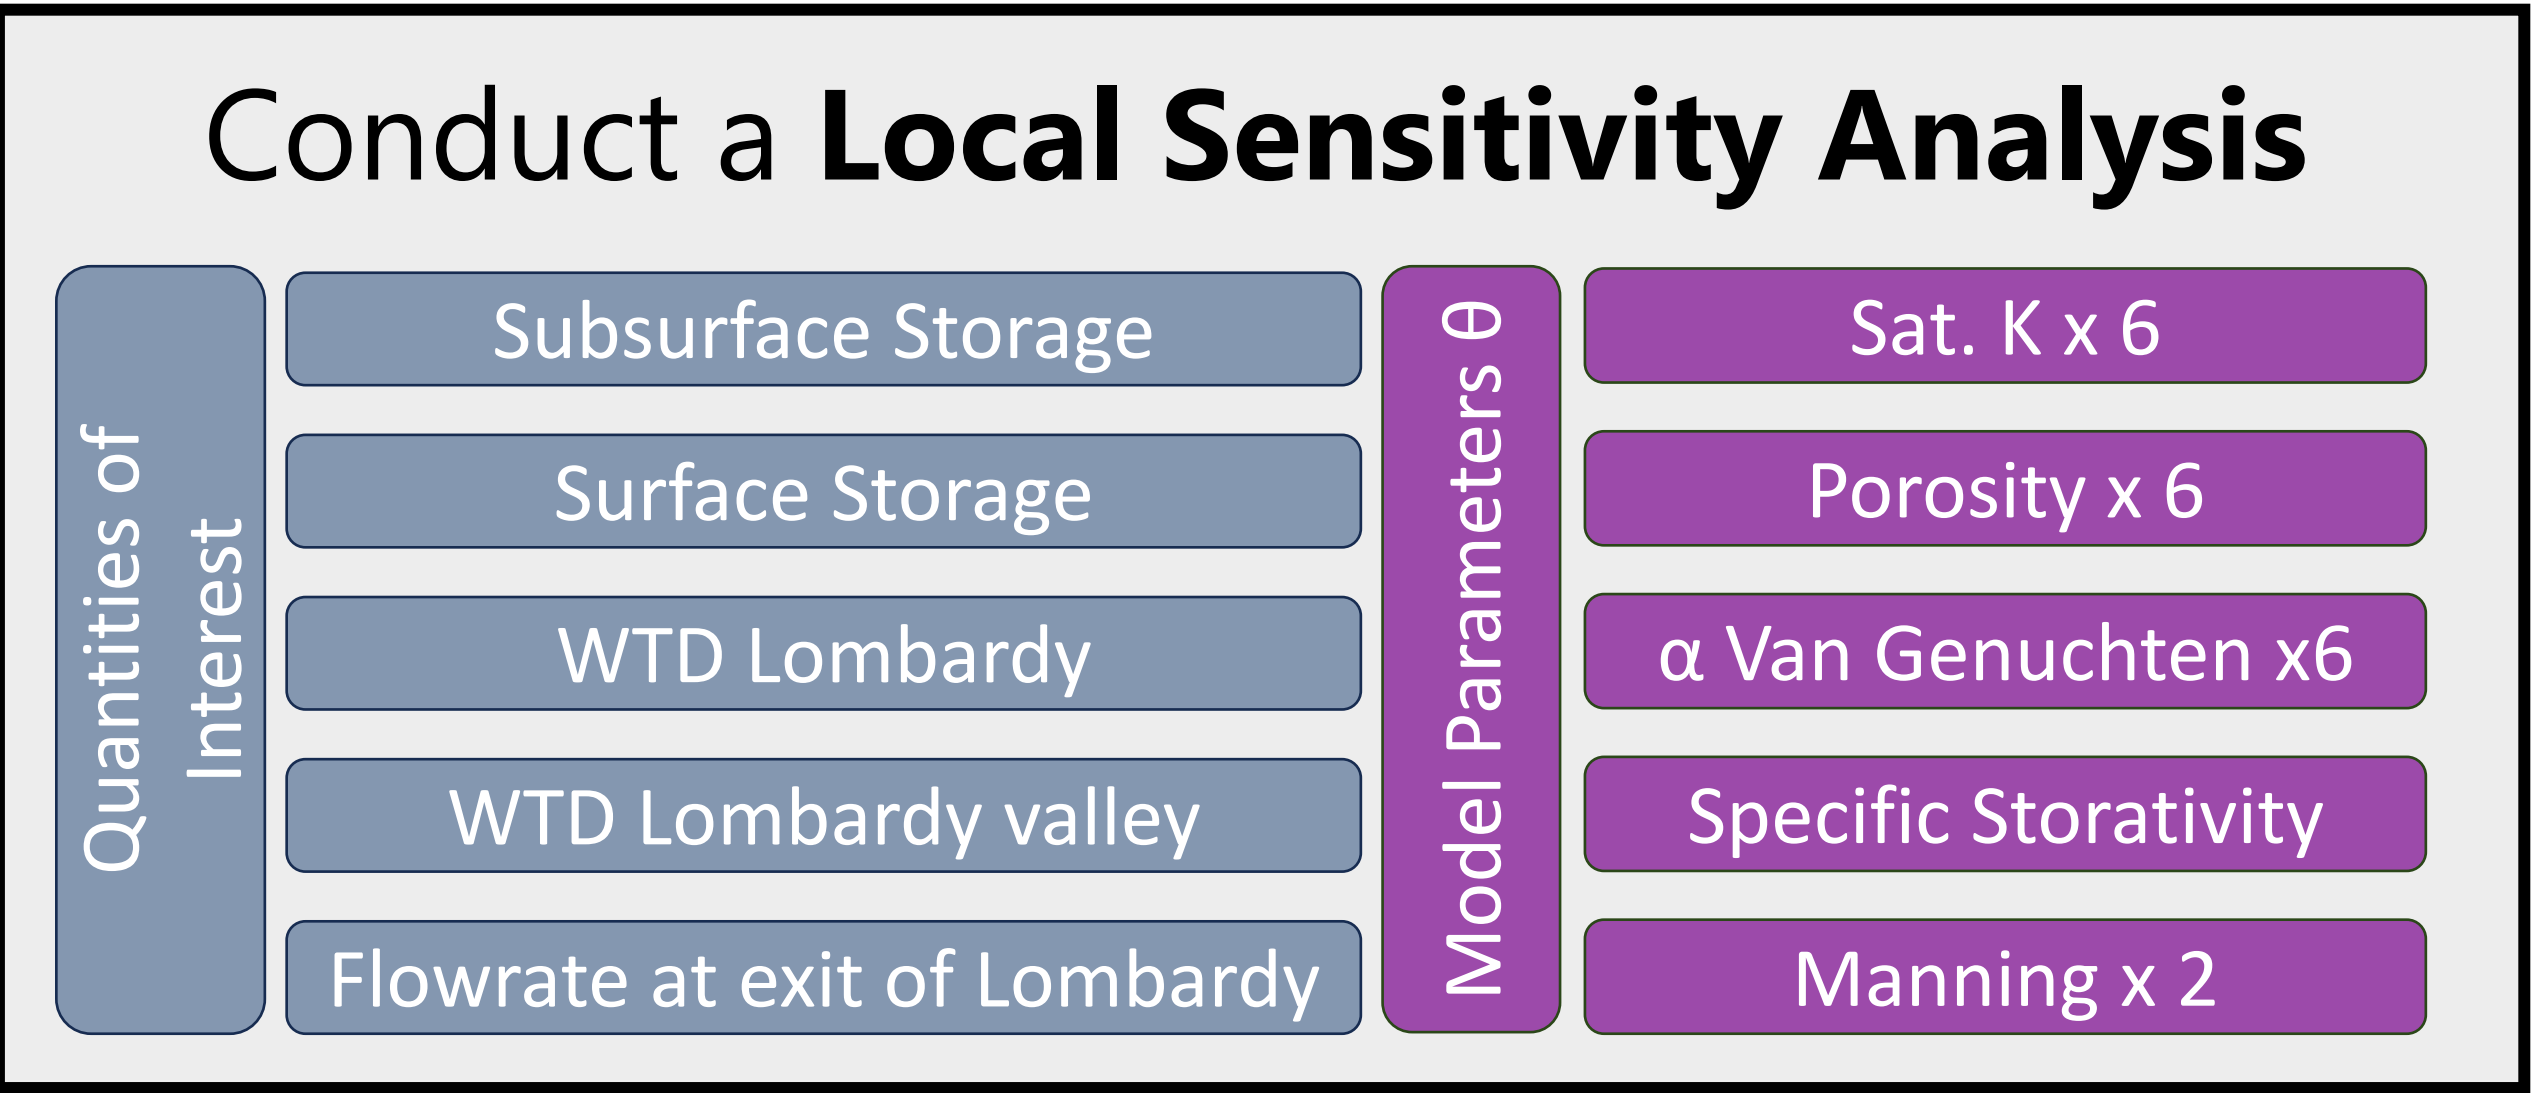 Conduct a Local Sensitivity Analysis
Quantities of
Interest
Subsurface Storage
Surface Storage
WTD Lombardy
WTD Lombardy valley
Flowrate at exit of Lombardy
Model Parameters θ
Sat. K x 6
Porosity x 6
α Van Genuchten x6
Specific Storativity
Manning x 2